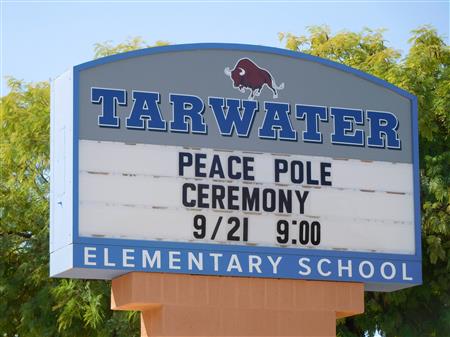 TARWATER
PEACE POLE
CEREMONY
9/21 9:00
ELEMENTARY SCHOOL